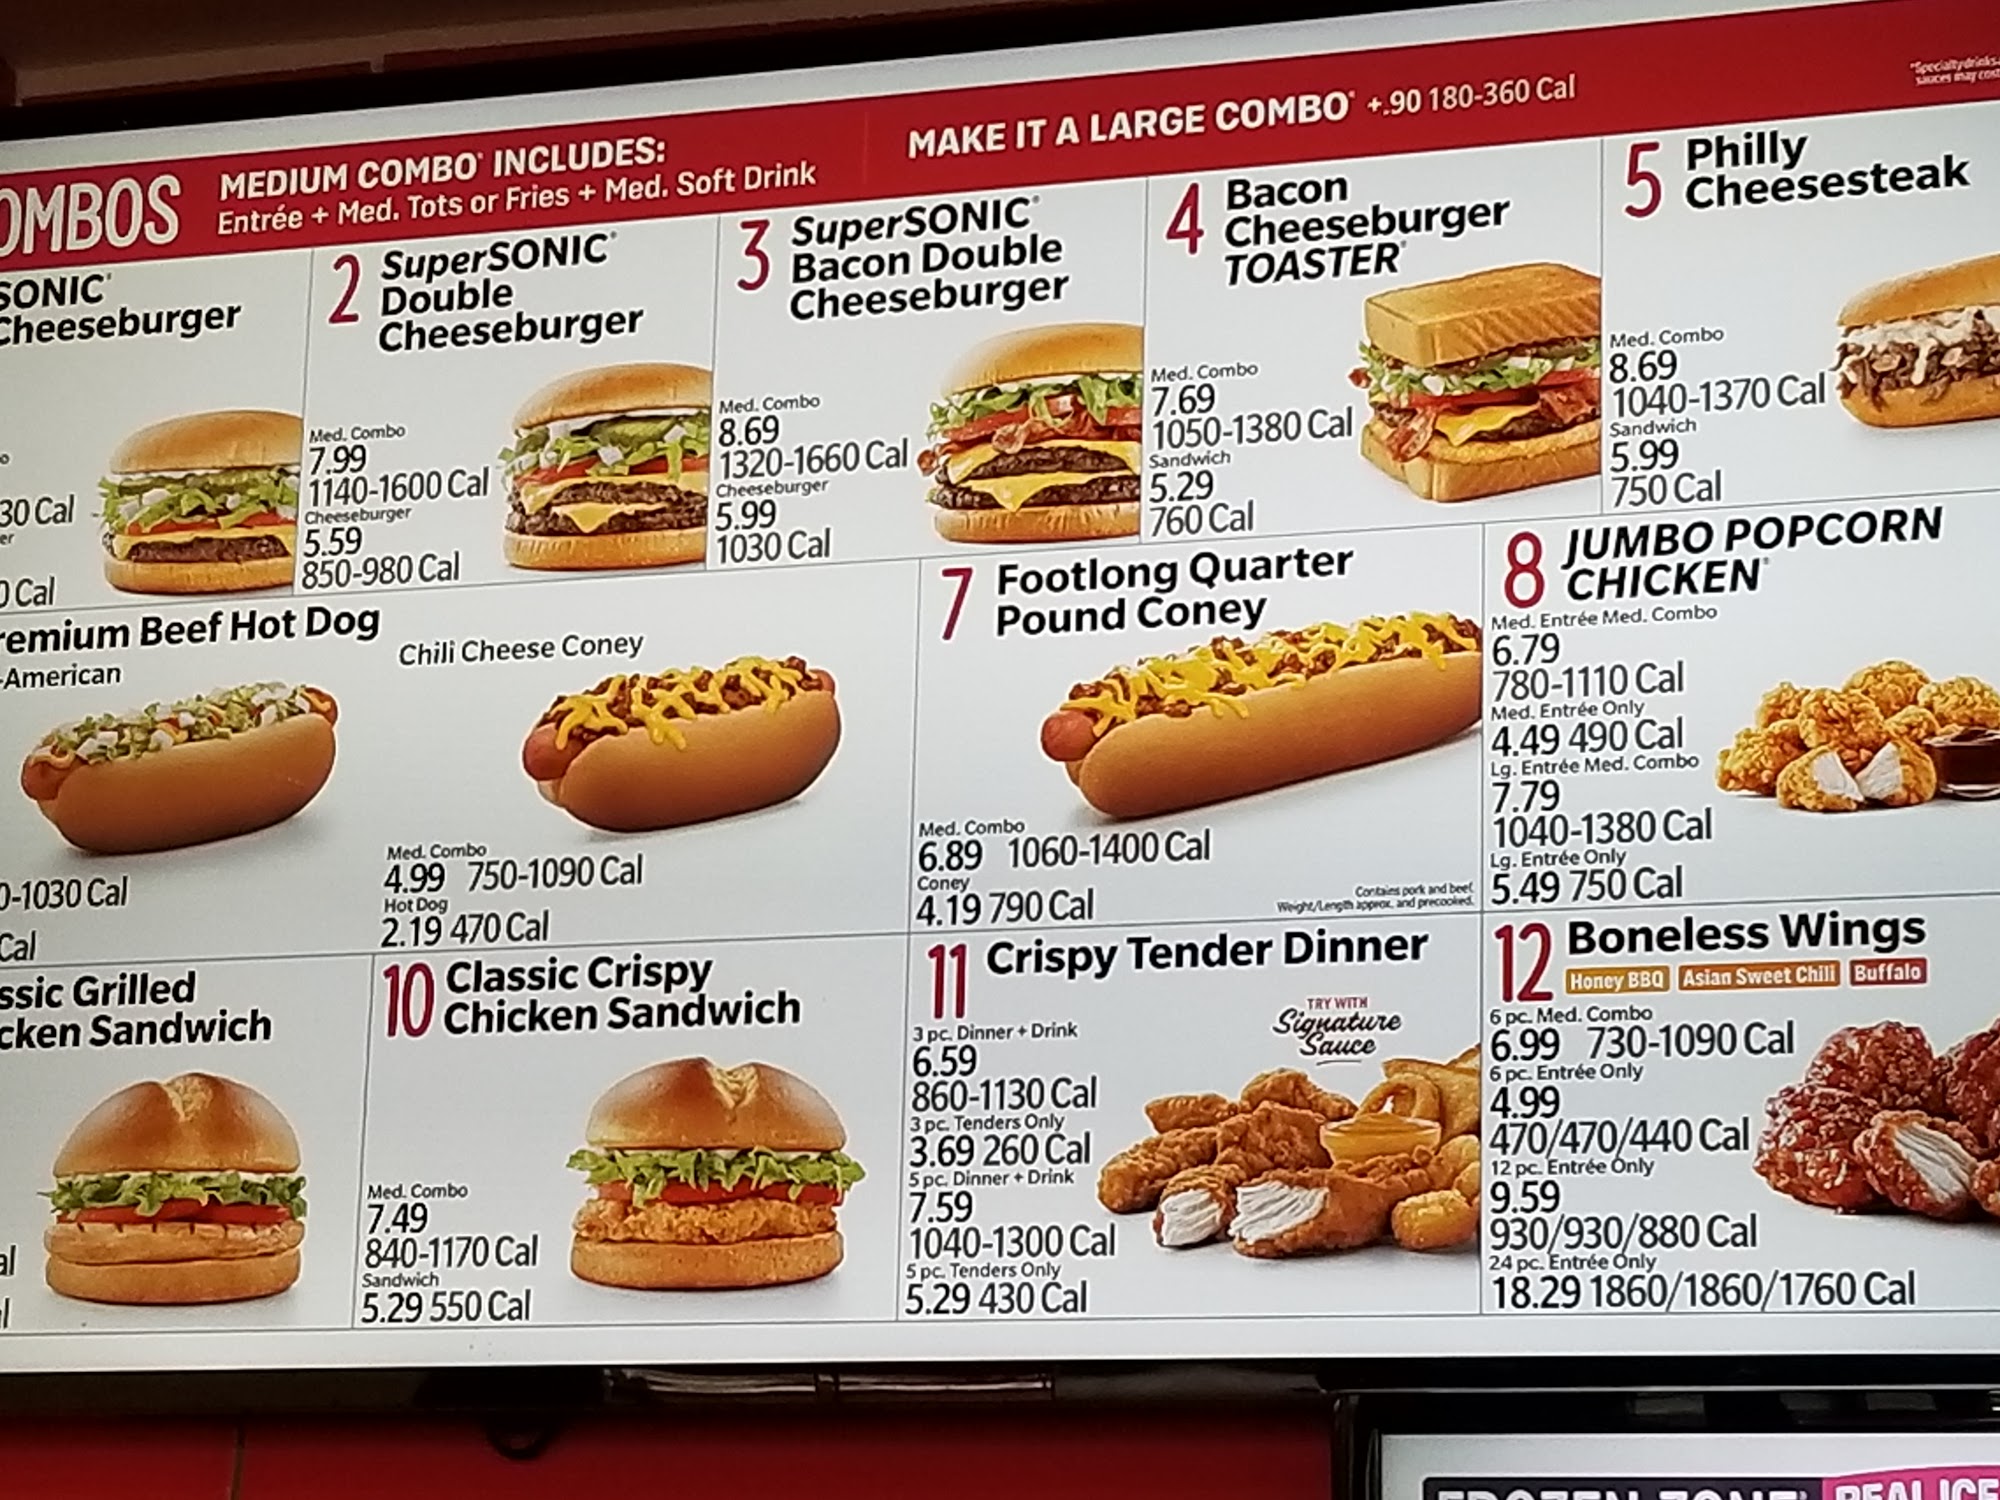 COMBOS
MEDIUM COMBO® INCLUDES:
Entrée + Med. Tots or Fries + Med. Soft Drink
MAKE IT A LARGE COMBO® +.90 180-360 Cal
SONIC®
Cheeseburger
30 Cal
0 Cal
2 SuperSONIC®
Double
Cheeseburger
Med. Combo
7.99
1140-1600 Cal
Cheeseburger
5.59
850-980 Cal
3 SuperSONIC®
Bacon Double
Cheeseburger
Med. Combo
8.69
1320-1660 Cal
Cheeseburger
5.99
1030 Cal
4 Bacon
Cheeseburger
TOASTER®
Med. Combo
7.69
1050-1380 Cal
Sandwich
5.29
760 Cal
5 Philly
Cheesesteak
Med. Combo
8.69
1040-1370 Cal
Sandwich
5.99
750 Cal
remium Beef Hot Dog
-American
0-1030 Cal
Cal
Chili Cheese Coney
Med. Combo
4.99 750-1090 Cal
Hot Dog
2.19 470 Cal
7 Footlong Quarter
Pound Coney
Med. Combo
6.89 1060-1400 Cal
Coney
4.19 790 Cal
Contains pork and beef.
Weight/Length approx. and precooked.
8 JUMBO POPCORN
CHICKEN®
Med. Entrée Med. Combo
6.79
780-1110 Cal
Med. Entrée Only
4.49 490 Cal
Lg. Entrée Med. Combo
7.79
1040-1380 Cal
Lg. Entrée Only
5.49 750 Cal
ssic Grilled
cken Sandwich
al
l
10 Classic Crispy
Chicken Sandwich
Med. Combo
7.49
840-1170 Cal
Sandwich
5.29 550 Cal
11 Crispy Tender Dinner
TRY WITH
Signature
Sauce
3 pc. Dinner + Drink
6.59
860-1130 Cal
3 pc. Tenders Only
3.69 260 Cal
5 pc. Dinner + Drink
7.59
1040-1300 Cal
5 pc. Tenders Only
5.29 430 Cal
12 Boneless Wings
Honey BBQ Asian Sweet Chili Buffalo
6 pc. Med. Combo
6.99 730-1090 Cal
6 pc. Entrée Only
4.99
470/470/440 Cal
12 pc. Entrée Only
9.59
930/930/880 Cal
24 pc. Entrée Only
18.29 1860/1860/1760 Cal
FROZEN ZONE® REAL ICE